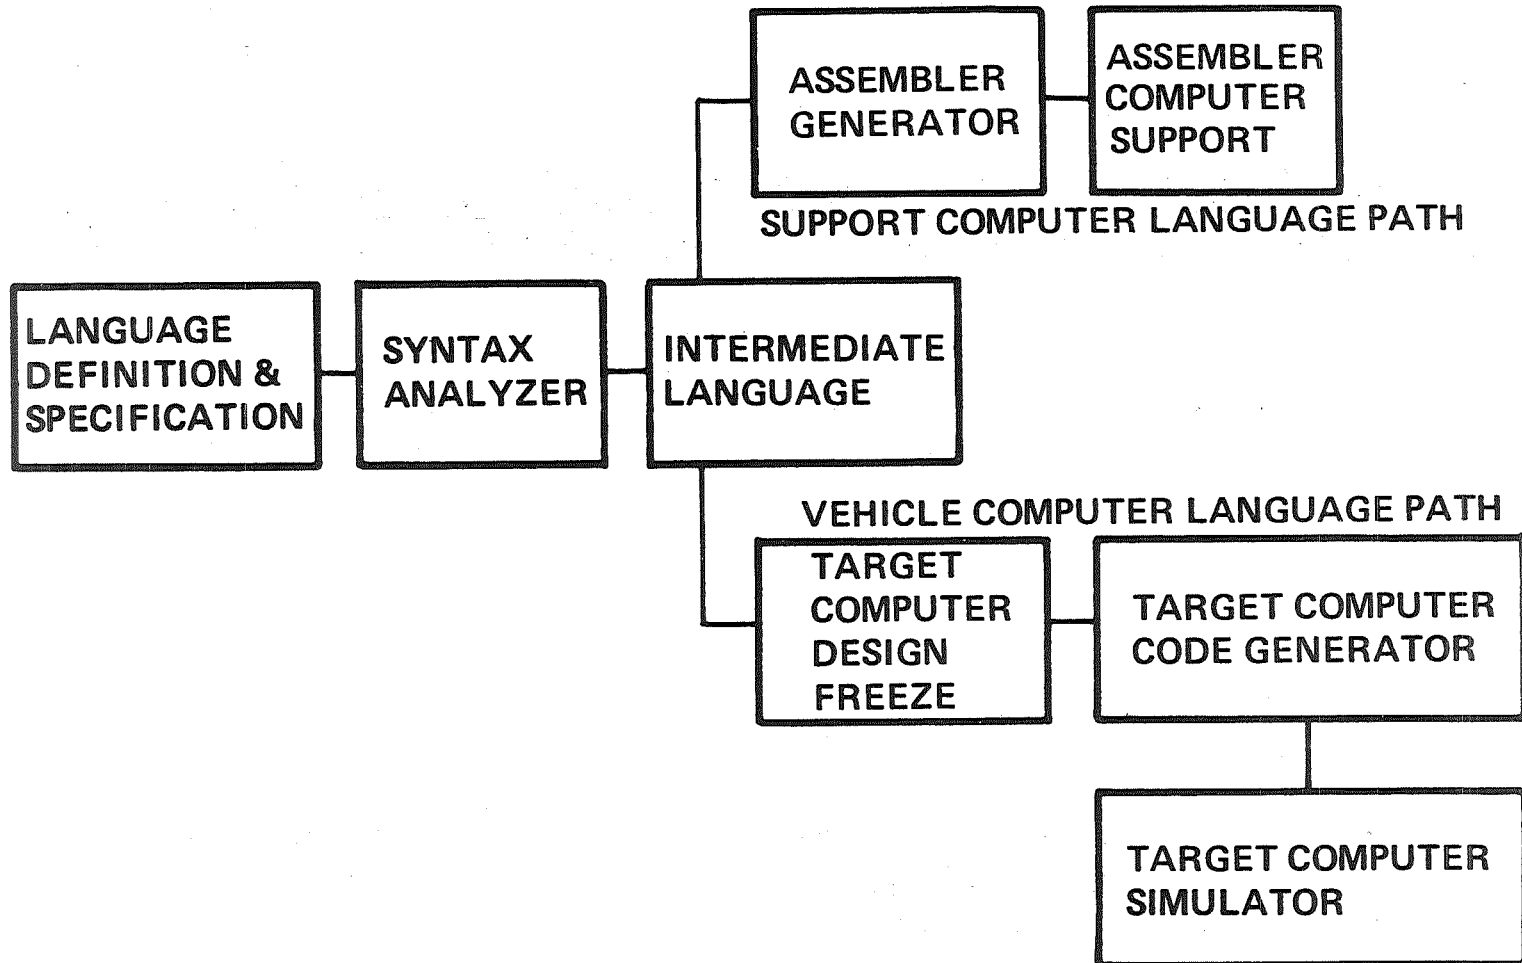 ASSEMBLER
GENERATOR
ASSEMBLER
COMPUTER
SUPPORT
SUPPORT COMPUTER LANGUAGE PATH
LANGUAGE
DEFINITION &
SPECIFICATION
SYNTAX
ANALYZER
INTERMEDIATE
LANGUAGE
VEHICLE COMPUTER LANGUAGE PATH
TARGET
COMPUTER
DESIGN
FREEZE
TARGET COMPUTER
CODE GENERATOR
TARGET COMPUTER
SIMULATOR